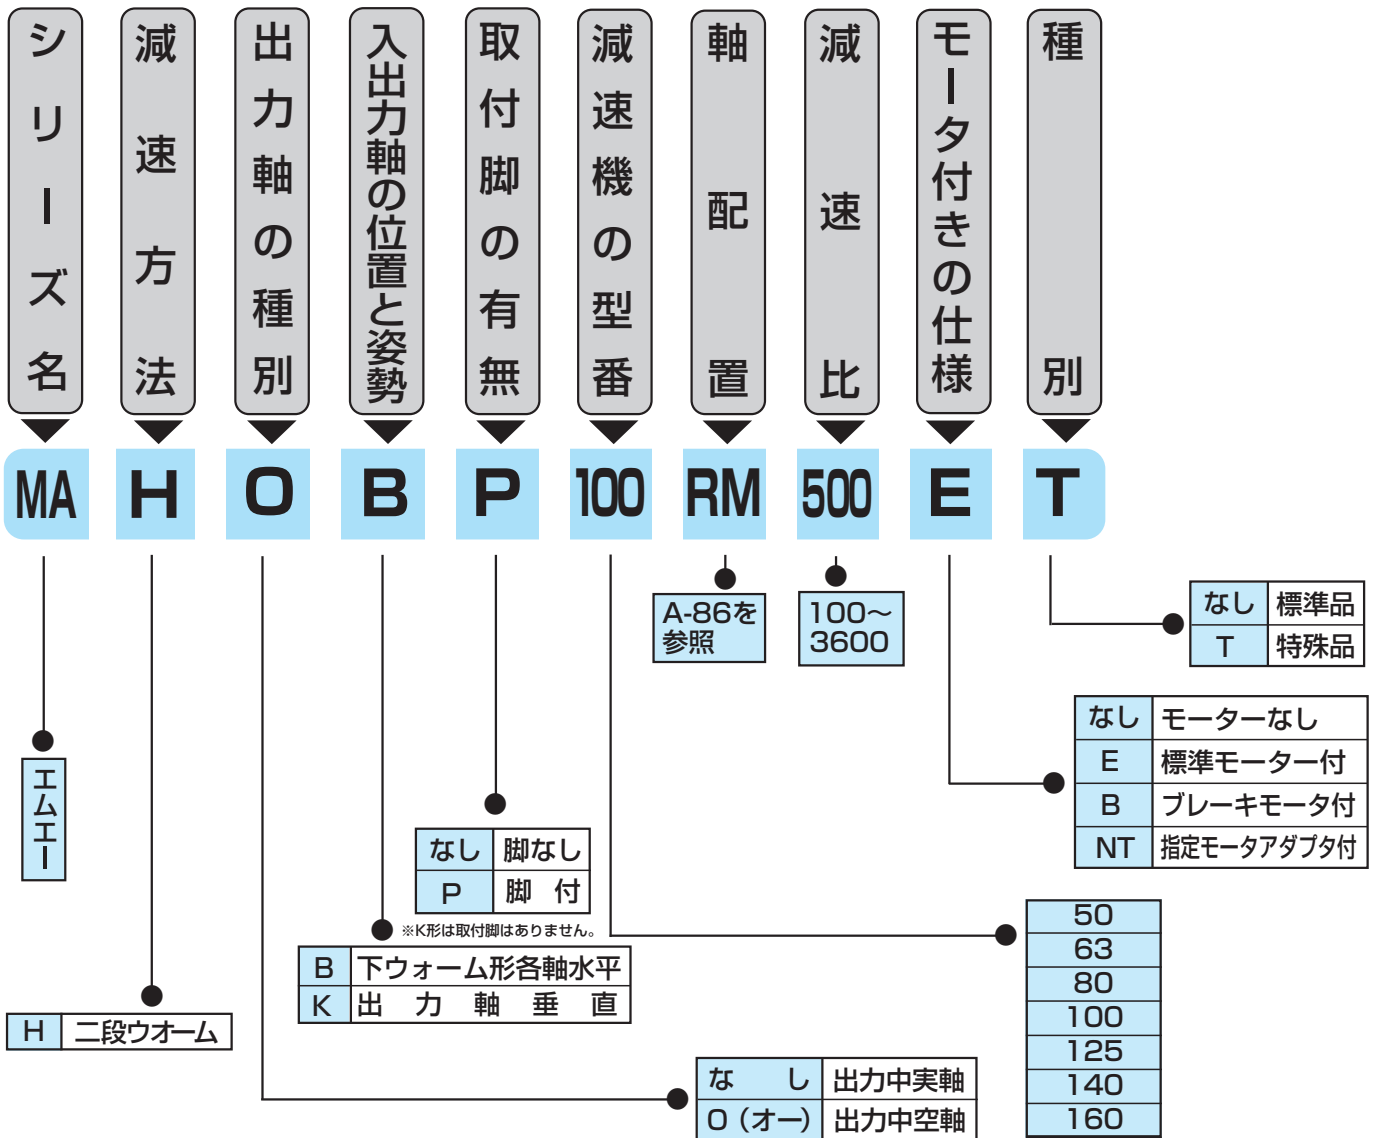 シリーズ名
減速方法
出力軸の種別
入出力軸の位置と姿勢
取付脚の有無
減速機の型番
軸配置
減速比
モータ付きの仕様
種別
MA H O B P 100 RM 500 E T
A-86を
参照
100〜
3600
なし 標準品
T 特殊品
なし モーターなし
E 標準モーター付
B ブレーキモータ付
NT 指定モータアダプタ付
エムエー
なし 脚なし
P 脚 付
※K形は取付脚はありません。
B 下ウォーム形各軸水平
K 出力軸垂直
H 二段ウオーム
50
63
80
100
125
140
160
なし 出力中実軸
O(オー) 出力中空軸